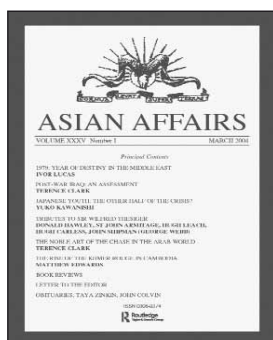 ASIAN AFFAIRS
VOLUME XXXV Number I MARCH 2004
Principal Contents
1979: YEAR OF DESTINY IN THE MIDDLE EAST
IVOR LUCAS
POST-WAR IRAQ: AN ASSESSMENT
TERENCE CLARK
JAPANESE YOUTH: THE OTHER HALF OF THE CRISIS?
YUKO KAWANISHI
TRIBUTES TO SIR WILFRED THESIGER
DONALD HAWLEY, ST JOHN ARMITAGE, HUGH LEACH,
HUGH CARLESS, JOHN SHIPMAN (GEORGE WEBB)
THE NOBLE ART OF THE CHASE IN THE ARAB WORLD
TERENCE CLARK
THE RISE OF THE KHMER ROUGE IN CAMBODIA
MATTHEW EDWARDS
BOOK REVIEWS
LETTER TO THE EDITOR
OBITUARIES, TAYA ZINKIN, JOHN COLVIN
Routledge